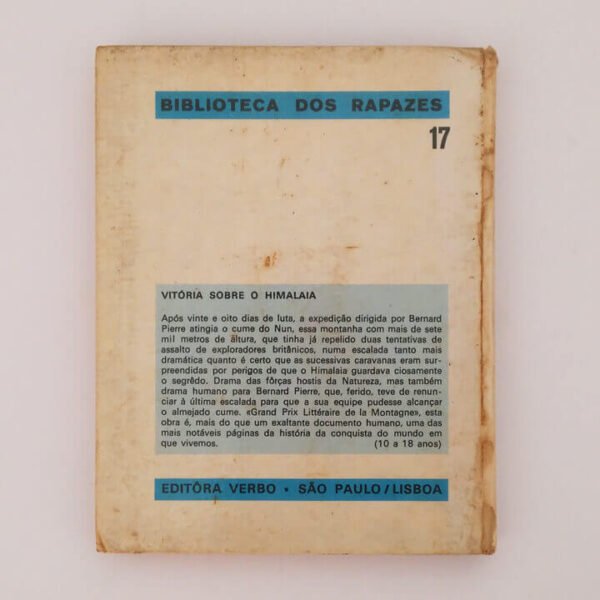 BIBLIOTECA DOS RAPAZES
17
VITÓRIA SOBRE O HIMALAIA
Após vinte e oito dias de luta, a expedição dirigida por Bernard
Pierre atingia o cume do Nun, essa montanha com mais de sete
mil metros de altura, que tinha já repelido duas tentativas de
assalto de exploradores britânicos, numa escalada tanto mais
dramática quanto é certo que as sucessivas caravanas eram sur-
preendidas por perigos de que o Himalaia guardava ciosamente
o segrêdo. Drama das fôrças hostis da Natureza, mas também
drama humano para Bernard Pierre, que, ferido, teve de renun-
ciar à última escalada para que a sua equipe pudesse alcançar
o almejado cume. «Grand Prix Littéraire de la Montagne», esta
obra é, mais do que um exaltante documento humano, uma das
mais notáveis páginas da história da conquista do mundo em
que vivemos. (10 a 18 anos)
EDITÔRA VERBO • SÃO PAULO / LISBOA